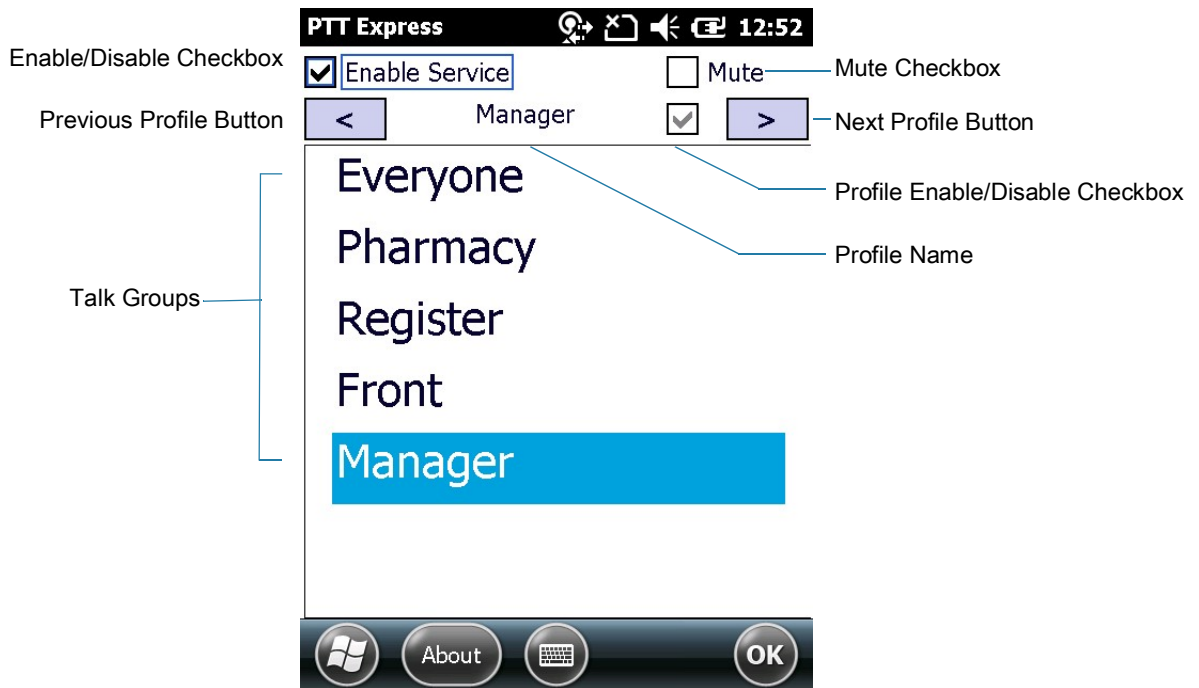 PTT Express 12:52
Enable/Disable Checkbox
Enable Service
Mute
Mute Checkbox
Previous Profile Button
<
Manager
>
Next Profile Button
Everyone
Profile Enable/Disable Checkbox
Pharmacy
Profile Name
Talk Groups
Register
Front
Manager
About
OK